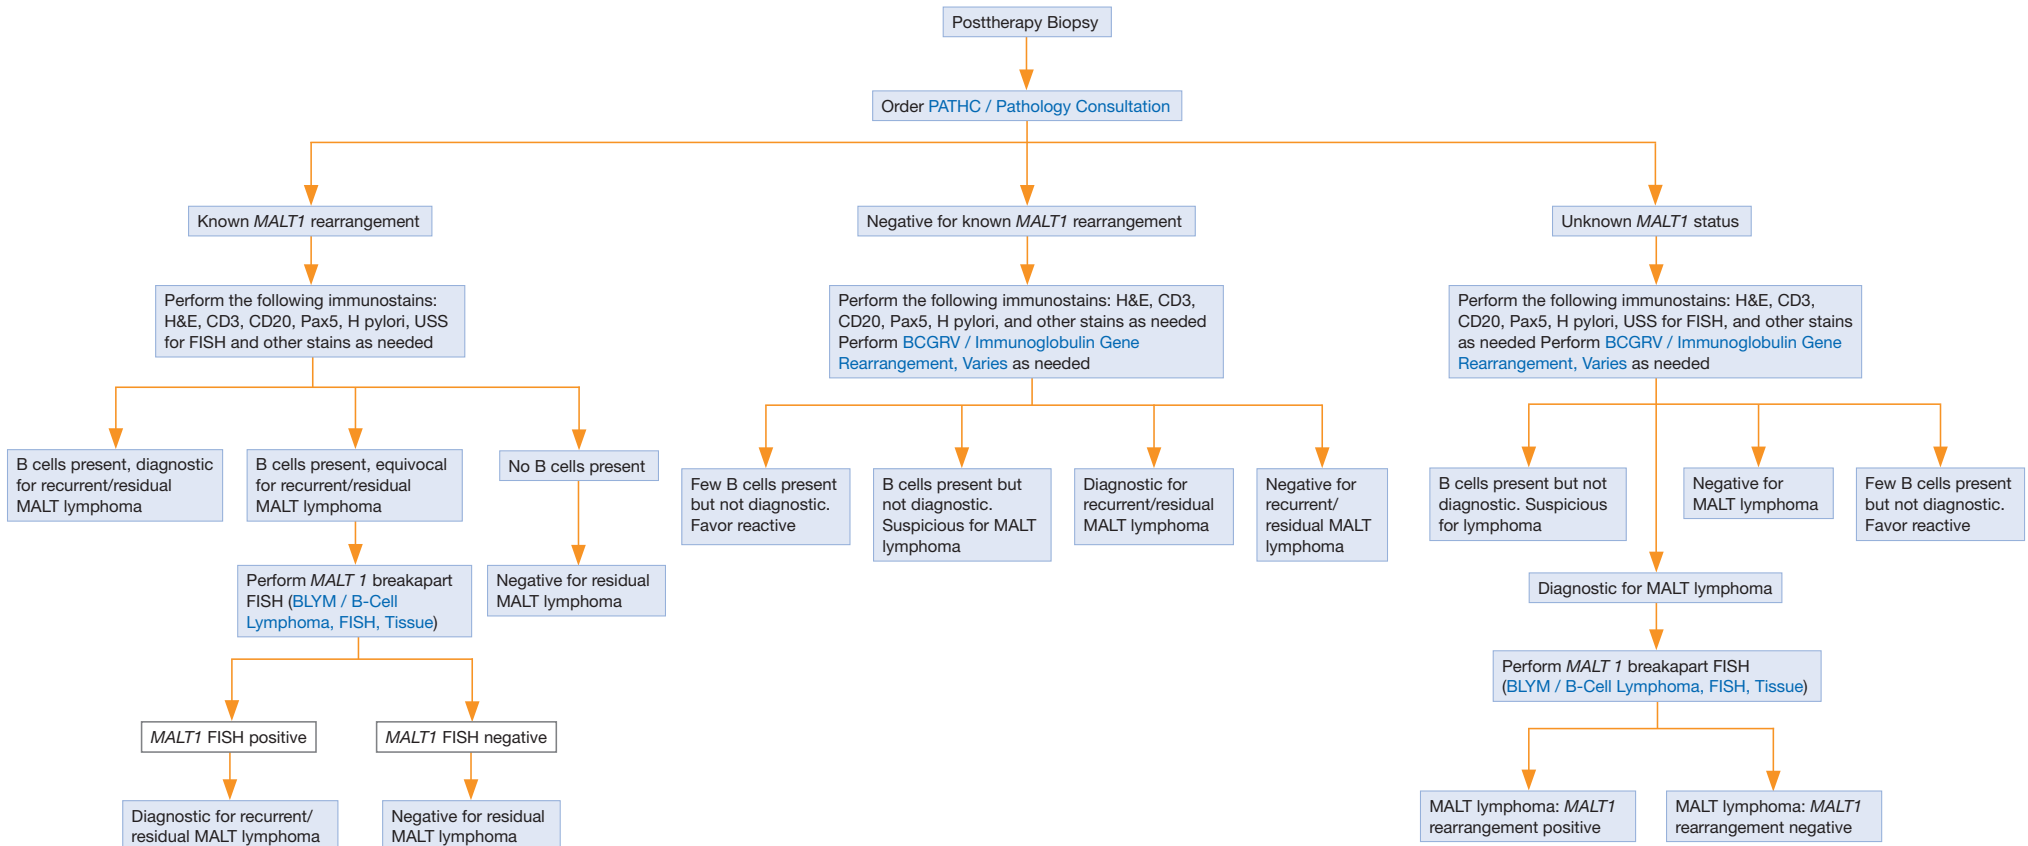 Posttherapy Biopsy
Order PATHC / Pathology Consultation
Known MALT1 rearrangement
Negative for known MALT1 rearrangement
Unknown MALT1 status
Perform the following immunostains:
H&E, CD3, CD20, Pax5, H pylori, USS
for FISH and other stains as needed
Perform the following immunostains: H&E, CD3,
CD20, Pax5, H pylori, and other stains as needed
Perform BCGRV / Immunoglobulin Gene
Rearrangement, Varies as needed
Perform the following immunostains: H&E, CD3,
CD20, Pax5, H pylori, USS for FISH, and other stains
as needed Perform BCGRV / Immunoglobulin Gene
Rearrangement, Varies as needed
B cells present, diagnostic
for recurrent/residual
MALT lymphoma
B cells present, equivocal
for recurrent/residual
MALT lymphoma
No B cells present
Few B cells present
but not diagnostic.
Favor reactive
B cells present but
not diagnostic.
Suspicious for MALT
lymphoma
Diagnostic for
recurrent/residual
MALT lymphoma
Negative for
recurrent/
residual MALT
lymphoma
B cells present but not
diagnostic. Suspicious
for lymphoma
Negative for
MALT lymphoma
Few B cells present
but not diagnostic.
Favor reactive
Perform MALT 1 breakapart
FISH (BLYM / B-Cell
Lymphoma, FISH, Tissue)
Negative for residual
MALT lymphoma
Diagnostic for MALT lymphoma
Perform MALT 1 breakapart FISH
(BLYM / B-Cell Lymphoma, FISH, Tissue)
MALT1 FISH positive
MALT1 FISH negative
Diagnostic for recurrent/
residual MALT lymphoma
Negative for residual
MALT lymphoma
MALT lymphoma: MALT1
rearrangement positive
MALT lymphoma: MALT1
rearrangement negative